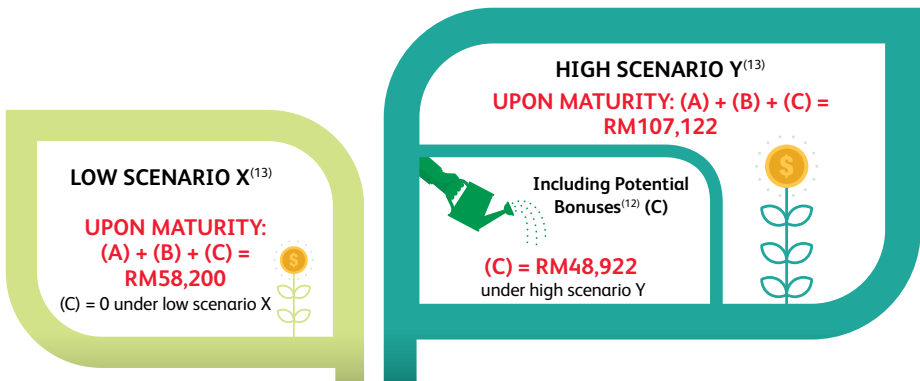 LOW SCENARIO X(13)
UPON MATURITY:
(A) + (B) + (C) =
RM58,200
(C) = 0 under low scenario X
HIGH SCENARIO Y(13)
UPON MATURITY: (A) + (B) + (C) =
RM107,122
Including Potential
Bonuses(12) (C)
(C) = RM48,922
under high scenario Y
$
$